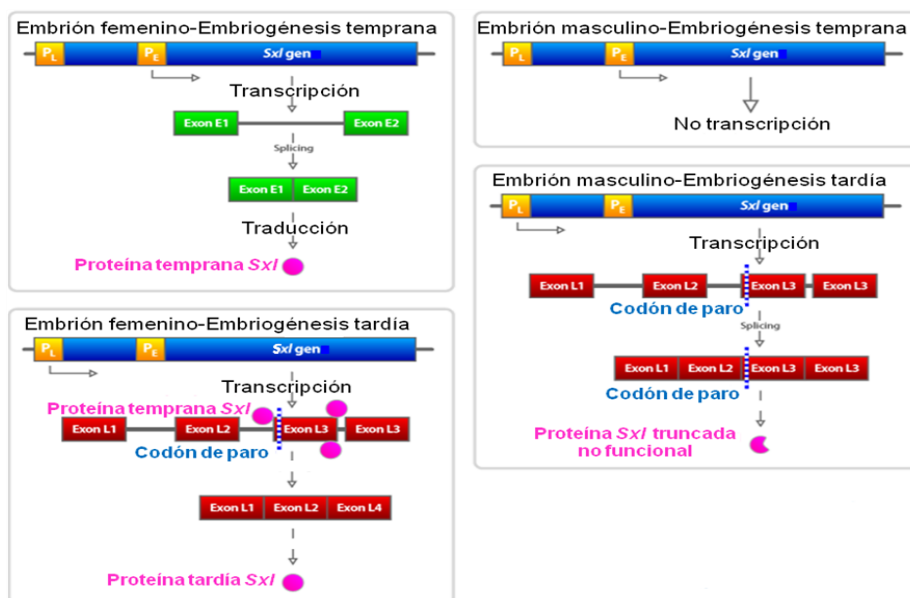 Embrión femenino-Embriogénesis temprana
PL PE Sxl gen
Transcripción
Exon E1 Exon E2
Splicing
Exon E1 Exon E2
Traducción
Proteína temprana Sxl
Embrión femenino-Embriogénesis tardía
PL PE Sxl gen
Transcripción
Proteína temprana Sxl
Exon L1 Exon L2 Exon L3 Exon L3
Codón de paro
Exon L1 Exon L2 Exon L4
Proteína tardía Sxl
Embrión masculino-Embriogénesis temprana
PL PE Sxl gen
No transcripción
Embrión masculino-Embriogénesis tardía
PL PE Sxl gen
Transcripción
Exon L1 Exon L2 Exon L3 Exon L3
Codón de paro
Splicing
Exon L1 Exon L2 Exon L3 Exon L3
Codón de paro
Proteína Sxl truncada
no funcional